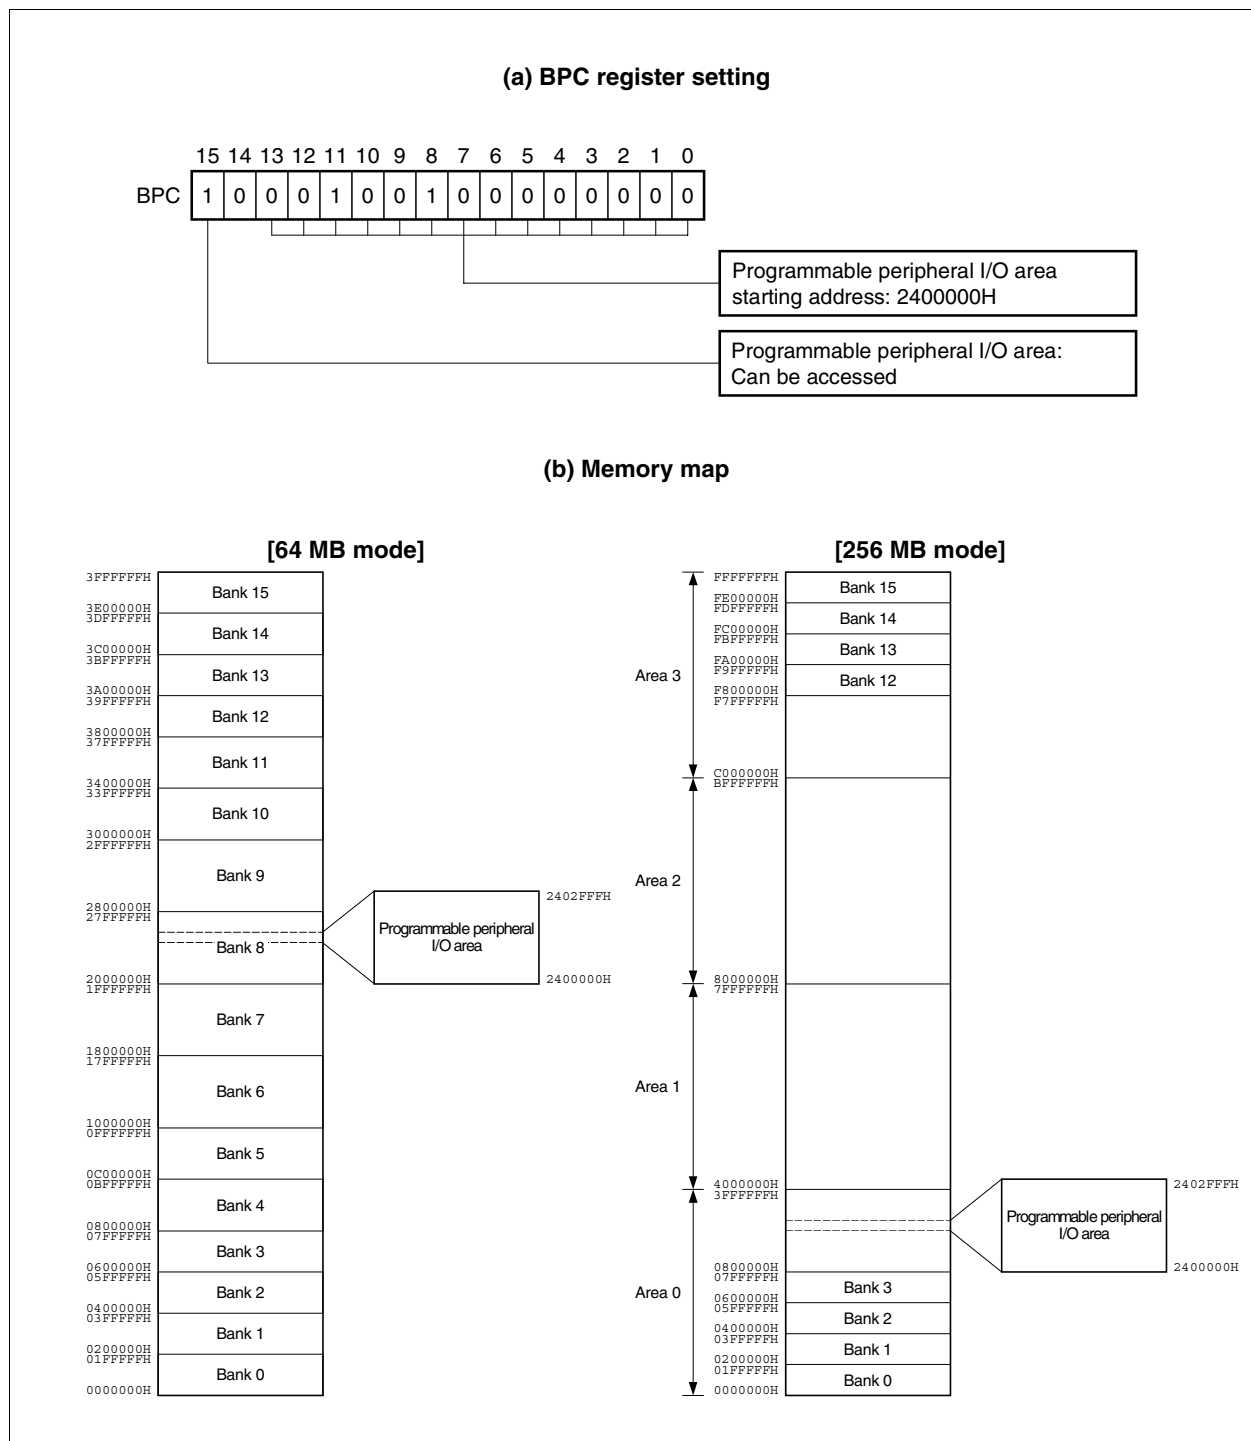 (a) BPC register setting
15 14 13 12 11 10 9 8 7 6 5 4 3 2 1 0
BPC 1 0 0 0 1 0 0 1 0 0 0 0 0 0 0 0
Programmable peripheral I/O area
starting address: 2400000H
Programmable peripheral I/O area:
Can be accessed
(b) Memory map
[64 MB mode]
3FFFFFFH
Bank 15
3E00000H
3DFFFFFH
Bank 14
3C00000H
3BFFFFFH
Bank 13
3A00000H
39FFFFFH
Bank 12
3800000H
37FFFFFH
Bank 11
3400000H
33FFFFFH
Bank 10
3000000H
2FFFFFFH
Bank 9
2800000H
27FFFFFH
Bank 8
2000000H
1FFFFFFH
Bank 7
1800000H
17FFFFFH
Bank 6
1000000H
0FFFFFFH
Bank 5
0C00000H
0BFFFFFH
Bank 4
0800000H
07FFFFFH
Bank 3
0600000H
05FFFFFH
Bank 2
0400000H
03FFFFFH
Bank 1
0200000H
01FFFFFH
Bank 0
0000000H
2402FFFH
Programmable peripheral
I/O area
2400000H
[256 MB mode]
FFFFFFFH
Bank 15
FE00000H
FDFFFFFH
Bank 14
FC00000H
FBFFFFFH
Bank 13
FA00000H
F9FFFFFH
Bank 12
F800000H
F7FFFFFH
Area 3
C000000H
BFFFFFFH
Area 2
8000000H
7FFFFFFH
Area 1
4000000H
3FFFFFFH
Area 0
0800000H
07FFFFFH
Bank 3
0600000H
05FFFFFH
Bank 2
0400000H
03FFFFFH
Bank 1
0200000H
01FFFFFH
Bank 0
0000000H
2402FFFH
Programmable peripheral
I/O area
2400000H